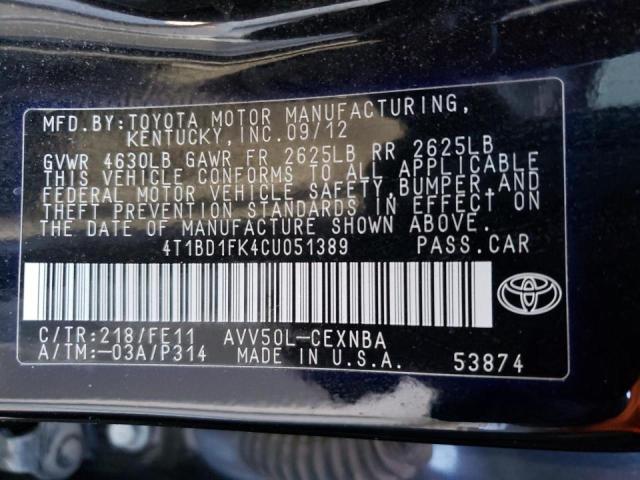 MFD.BY:TOYOTA MOTOR MANUFACTURING,
KENTUCKY, INC.09/12
GVWR 4630LB GAWR FR 2625LB RR 2625LB
THIS VEHICLE CONFORMS TO ALL APPLICABLE
FEDERAL MOTOR VEHICLE SAFETY, BUMPER, AND
THEFT PREVENTION STANDARDS IN EFFECT ON
THE DATE OF MANUFACTURE SHOWN ABOVE.
4T1BD1FK4CU051389 PASS.CAR
C/TR:218/FE11 AVV50L-CEXNBA
A/TM:-03A/P314 MADE IN U.S.A. 53874